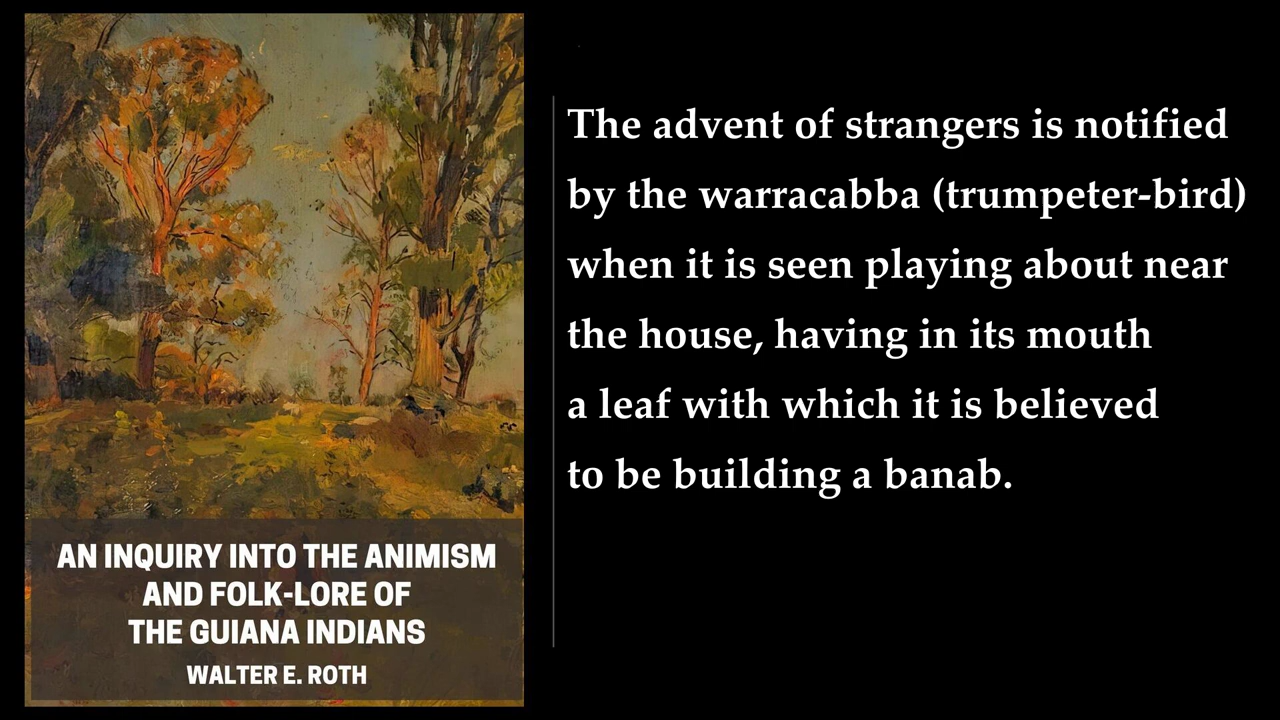 The advent of strangers is notified
by the warracabba (trumpeter-bird)
when it is seen playing about near
the house, having in its mouth
a leaf with which it is believed
to be building a banab.
AN INQUIRY INTO THE ANIMISM
AND FOLK-LORE OF
THE GUIANA INDIANS
WALTER E. ROTH